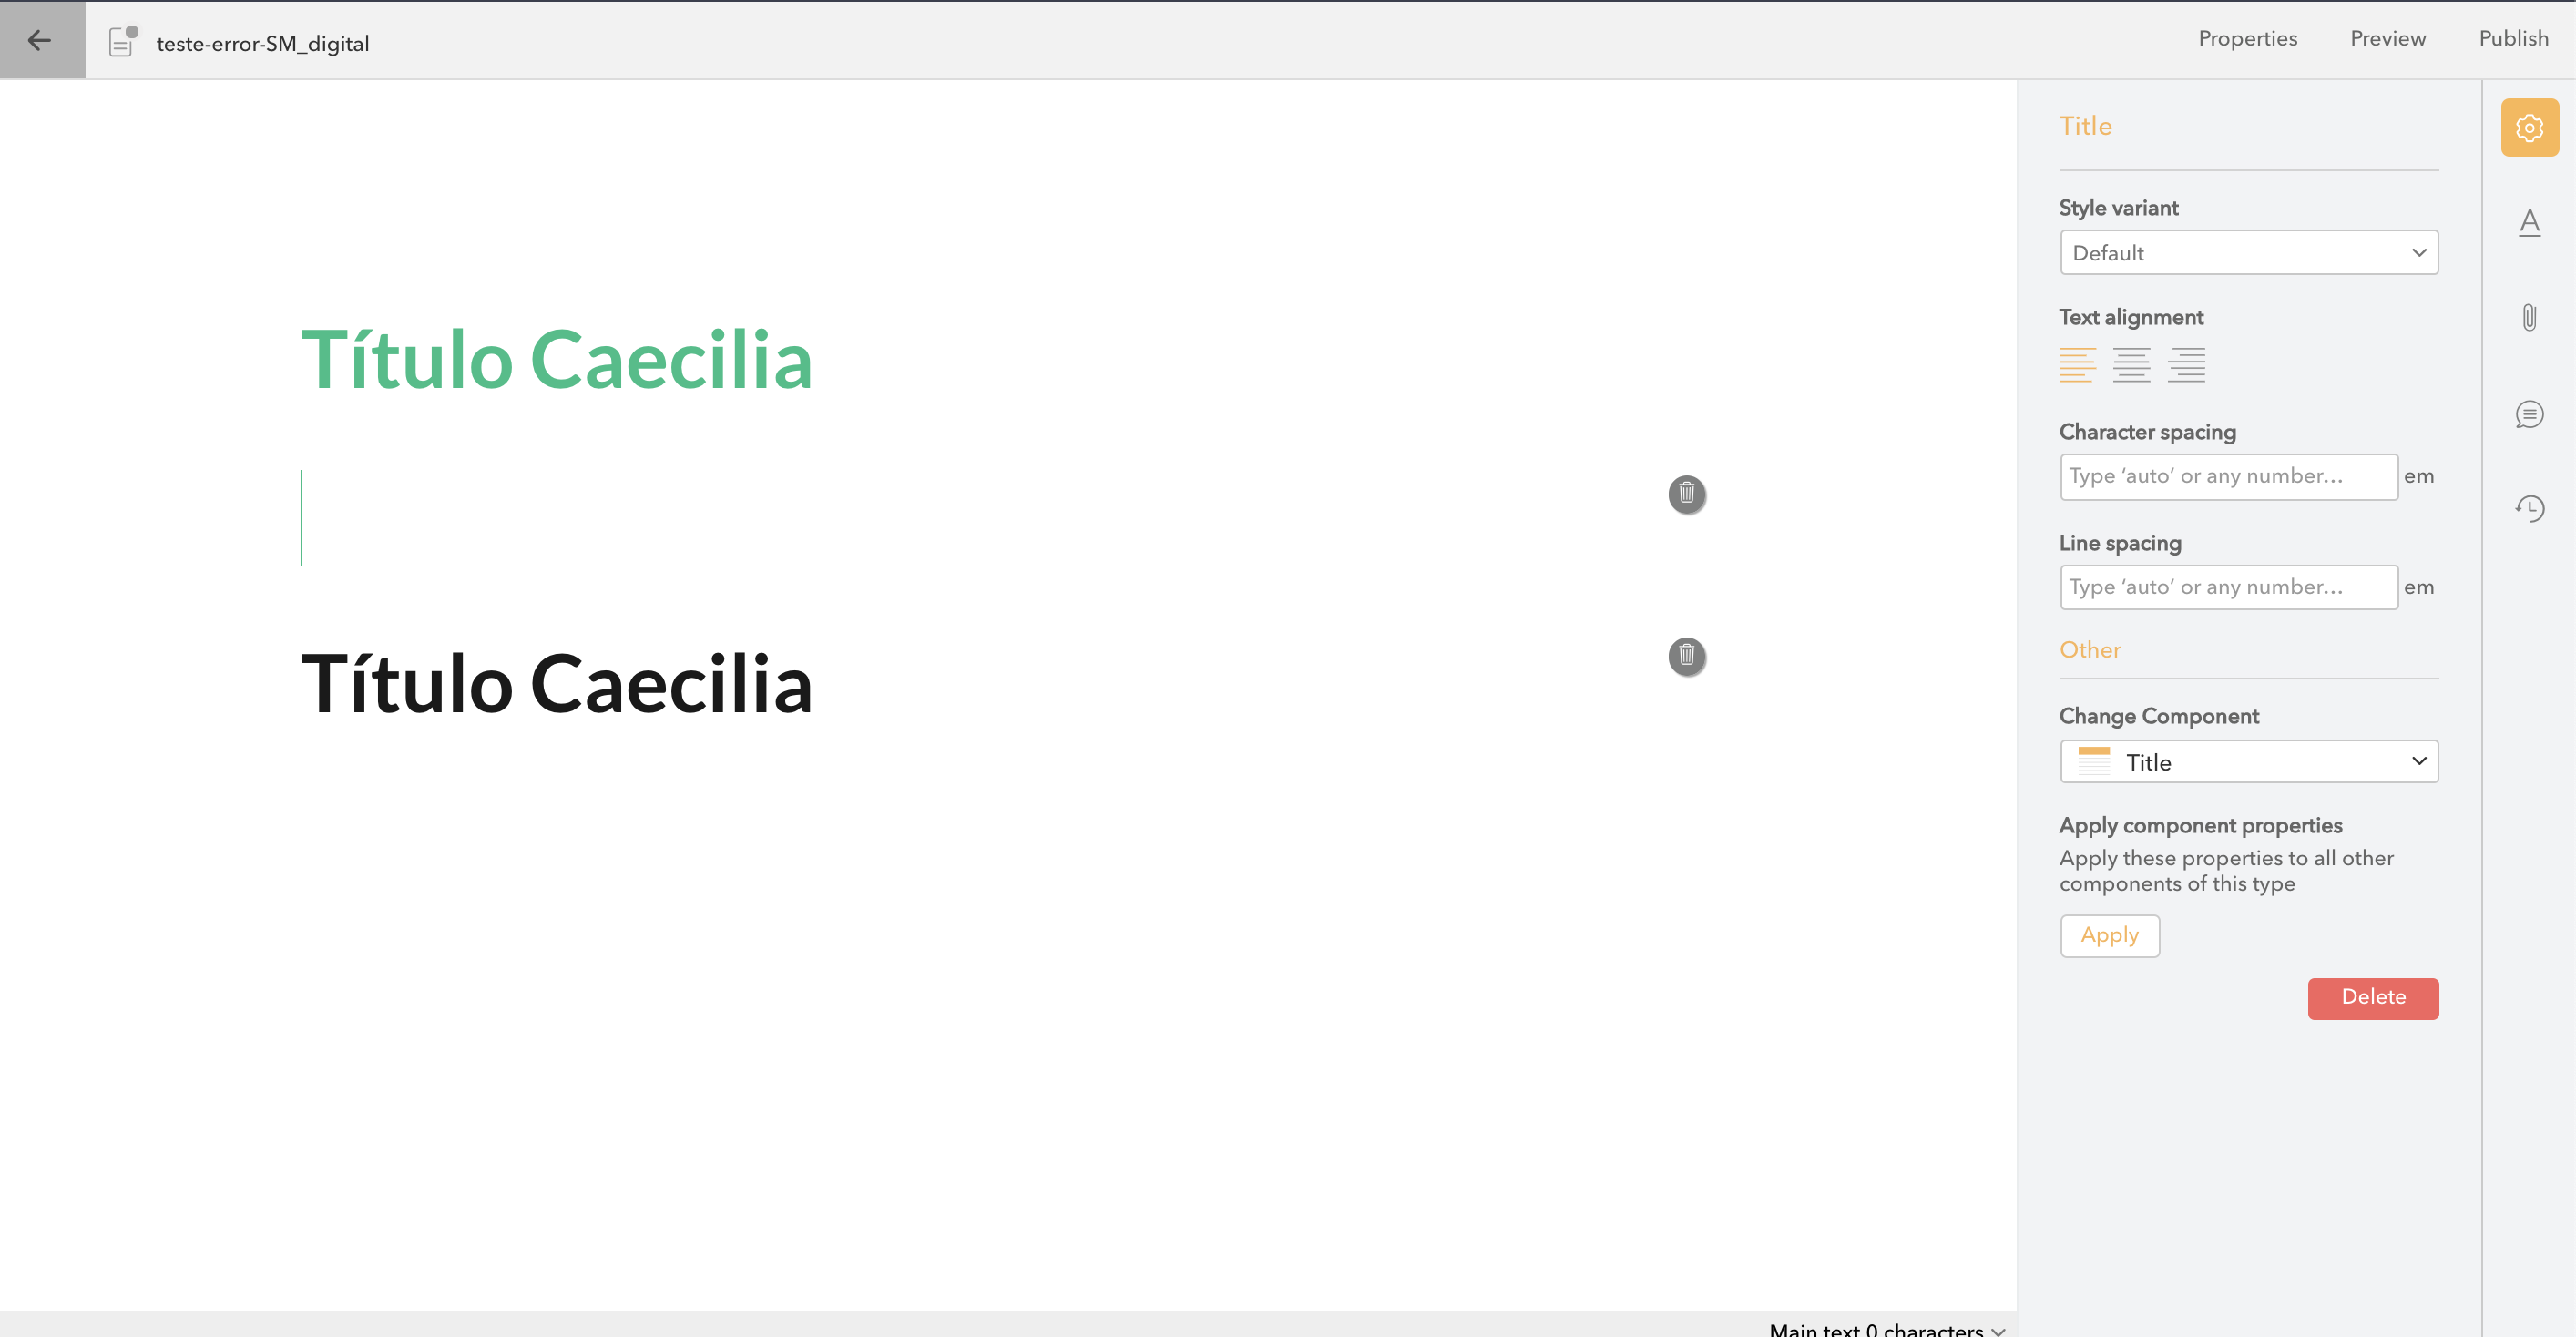 teste-error-SM_digital
Properties
Preview
Publish
Título Caecilia
Título Caecilia
Main text 0 characters
Title
Style variant
Default
Text alignment
Character spacing
Type ‘auto’ or any number... em
Line spacing
Type ‘auto’ or any number... em
Other
Change Component
Title
Apply component properties
Apply these properties to all other
components of this type
Apply
Delete
A